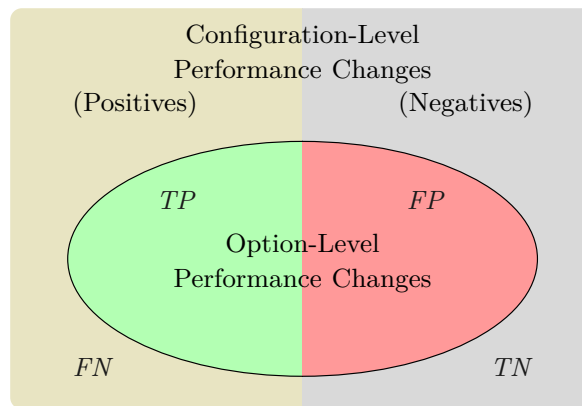 Configuration-Level
Performance Changes
(Positives) (Negatives)
TP FP
Option-Level
Performance Changes
FN TN